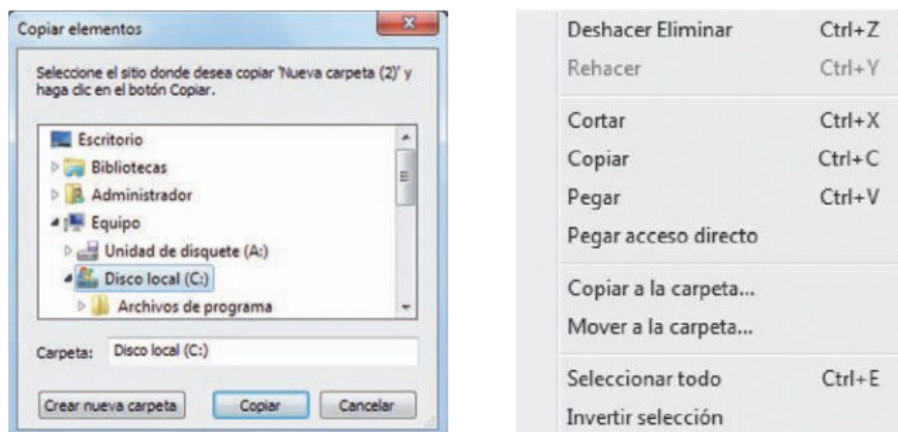 Copiar elementos
Seleccione el sitio donde desea copiar 'Nueva carpeta (2)' y
haga clic en el botón Copiar.
Escritorio
Bibliotecas
Administrador
Equipo
Unidad de disquete (A:)
Disco local (C:)
Archivos de programa
Carpeta: Disco local (C:)
Crear nueva carpeta Copiar Cancelar
Deshacer Eliminar Ctrl+Z
Rehacer Ctrl+Y
Cortar Ctrl+X
Copiar Ctrl+C
Pegar Ctrl+V
Pegar acceso directo
Copiar a la carpeta...
Mover a la carpeta...
Seleccionar todo Ctrl+E
Invertir selección